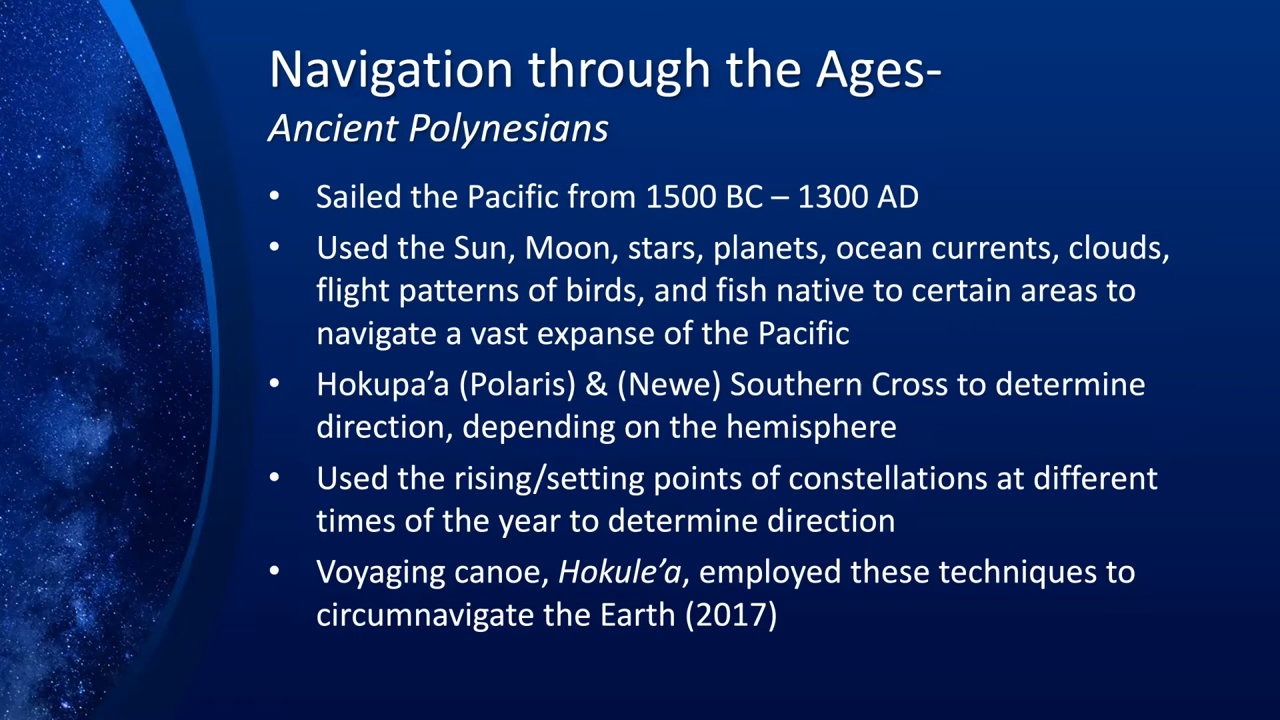 Navigation through the Ages-
Ancient Polynesians
• Sailed the Pacific from 1500 BC – 1300 AD
• Used the Sun, Moon, stars, planets, ocean currents, clouds,
flight patterns of birds, and fish native to certain areas to
navigate a vast expanse of the Pacific
• Hokupa’a (Polaris) & (Newe) Southern Cross to determine
direction, depending on the hemisphere
• Used the rising/setting points of constellations at different
times of the year to determine direction
• Voyaging canoe, Hokule’a, employed these techniques to
circumnavigate the Earth (2017)